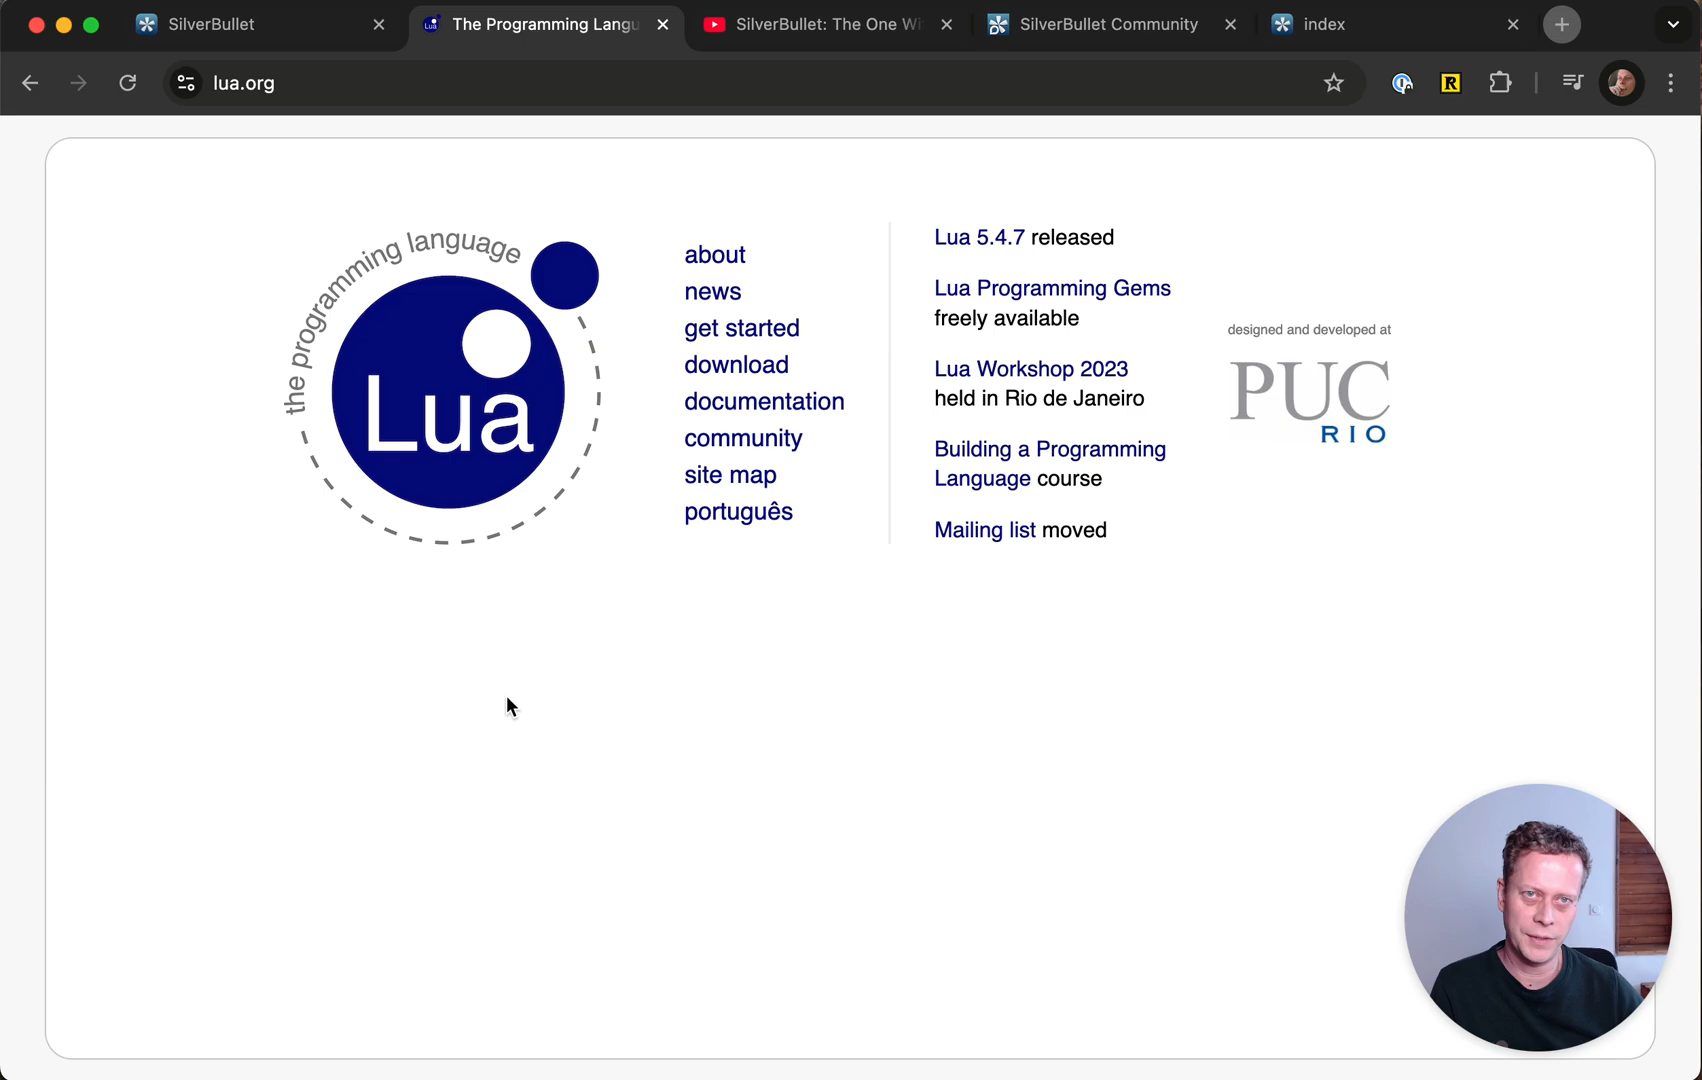 SilverBullet
The Programming Langu
SilverBullet: The One Wi
SilverBullet Community
index
lua.org
the programming language
Lua
about
news
get started
download
documentation
community
site map
português
Lua 5.4.7 released
Lua Programming Gems
freely available
Lua Workshop 2023
held in Rio de Janeiro
Building a Programming
Language course
Mailing list moved
designed and developed at
PUC
RIO